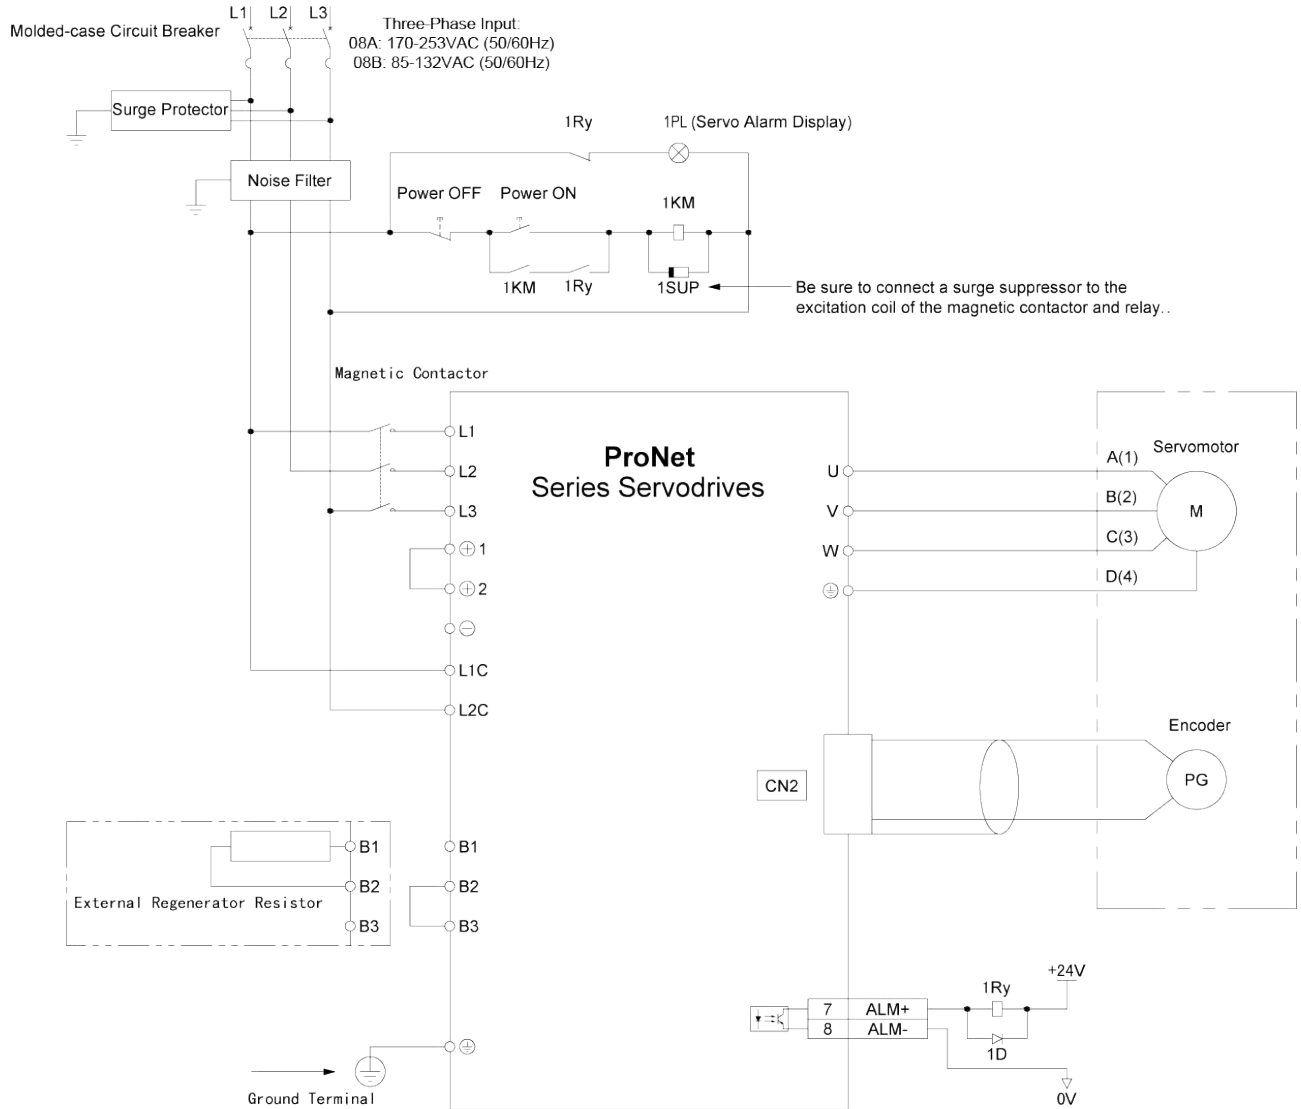 L1 L2 L3
Molded-case Circuit Breaker
Three-Phase Input:
08A: 170-253VAC (50/60Hz)
08B: 85-132VAC (50/60Hz)
Surge Protector
1Ry
1PL (Servo Alarm Display)
Noise Filter
Power OFF
Power ON
1KM
1KM
1Ry
1SUP
Be sure to connect a surge suppressor to the
excitation coil of the magnetic contactor and relay..
Magnetic Contactor
L1
L2
L3
1
2
L1C
L2C
ProNet
Series Servodrives
U
V
W
A(1)
B(2)
C(3)
D(4)
Servomotor
M
Encoder
PG
CN2
B1
B2
B3
External Regenerator Resistor
B1
B2
B3
+24V
1Ry
7 ALM+
8 ALM-
1D
0V
Ground Terminal